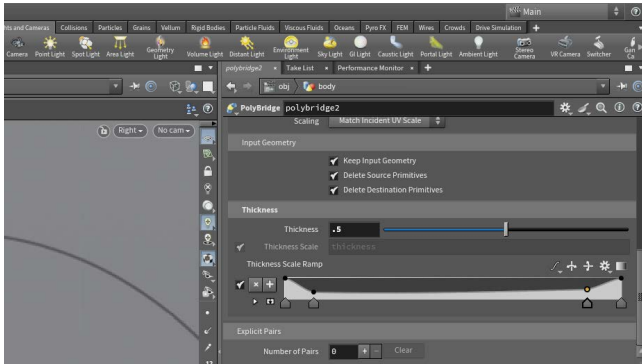 Main
hts and Cameras Collisions Particles Grains Vellum Rigid Bodies Particle Fluids Viscous Fluids Oceans Pyro FX FEM Wires Crowds Drive Simulation
Camera Point Light Spot Light Area Light Geometry Light Volume Light Distant Light Environment Light Sky Light GI Light Caustic Light Portal Light Ambient Light Stereo Camera VR Camera Switcher
polybridge2 Take List Performance Monitor
obj body
PolyBridge polybridge2
Right No cam
Scaling Match Incident UV Scale
Input Geometry
Keep Input Geometry
Delete Source Primitives
Delete Destination Primitives
Thickness
Thickness .5
Thickness Scale thickness
Thickness Scale Ramp
Explicit Pairs
Number of Pairs 0 Clear